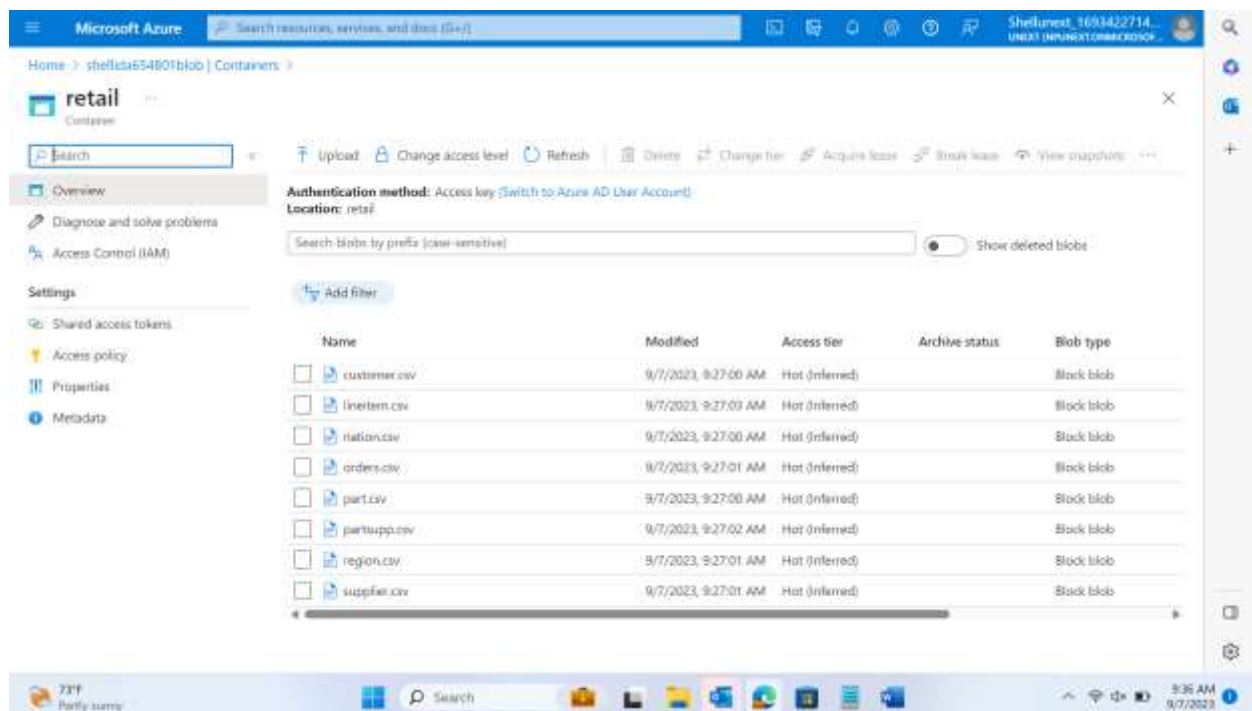 Microsoft Azure
Search resources, services, and docs (G+/)
Shellunext_1693422714...
Home > shellda654801blob | Containers >
retail ...
Container
Search
Upload Change access level Refresh Delete Change tier Acquire lease Break lease View snapshots ...
Overview
Diagnose and solve problems
Access Control (IAM)
Settings
Shared access tokens
Access policy
Properties
Metadata
Authentication method: Access key (Switch to Azure AD User Account)
Location: retail
Search blobs by prefix (case-sensitive)
Show deleted blobs
Add filter
Name Modified Access tier Archive status Blob type
customer.csv 9/7/2023, 9:27:00 AM Hot (Inferred) Block blob
lineitem.csv 9/7/2023, 9:27:03 AM Hot (Inferred) Block blob
nation.csv 9/7/2023, 9:27:00 AM Hot (Inferred) Block blob
orders.csv 9/7/2023, 9:27:01 AM Hot (Inferred) Block blob
part.csv 9/7/2023, 9:27:00 AM Hot (Inferred) Block blob
partsupp.csv 9/7/2023, 9:27:02 AM Hot (Inferred) Block blob
region.csv 9/7/2023, 9:27:01 AM Hot (Inferred) Block blob
supplier.csv 9/7/2023, 9:27:01 AM Hot (Inferred) Block blob
73°F
Partly sunny
Search
9:36 AM
9/7/2023